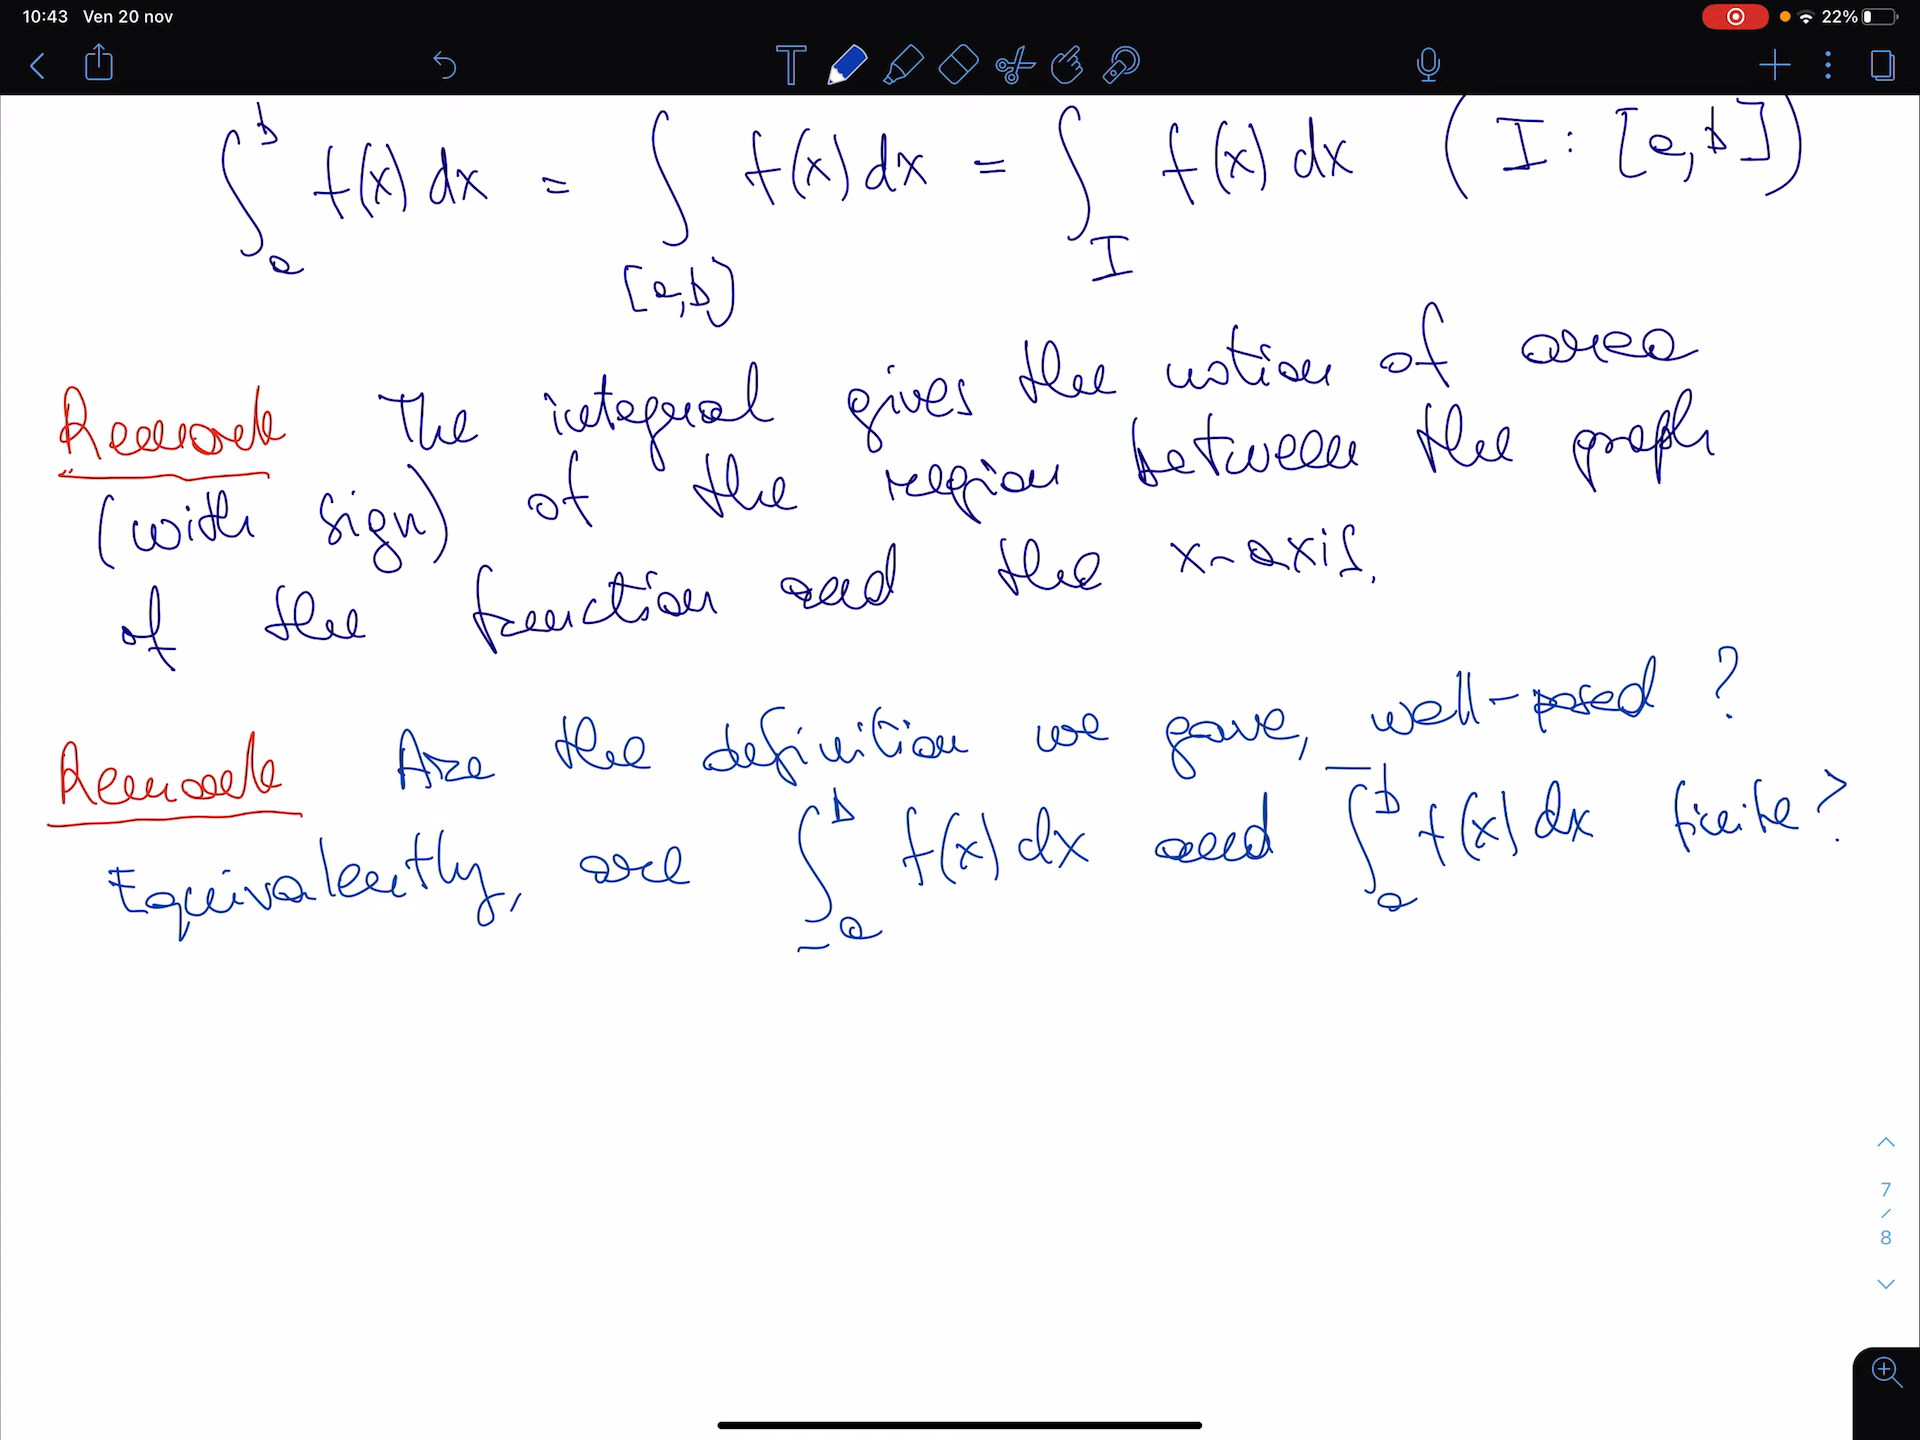 10:43 Ven 20 nov 22%
∫_a^b f(x) dx = ∫_[a,b] f(x) dx = ∫_I f(x) dx (I: [a,b])
Remark The integral gives the notion of area
(with sign) of the region between the graph
of the function and the x-axis.
Remark Are the definition we gave, well-posed ?
Equivalently, are ∫̲_a^b f(x) dx and ∫̅_a^b f(x) dx finite?
7
/
8